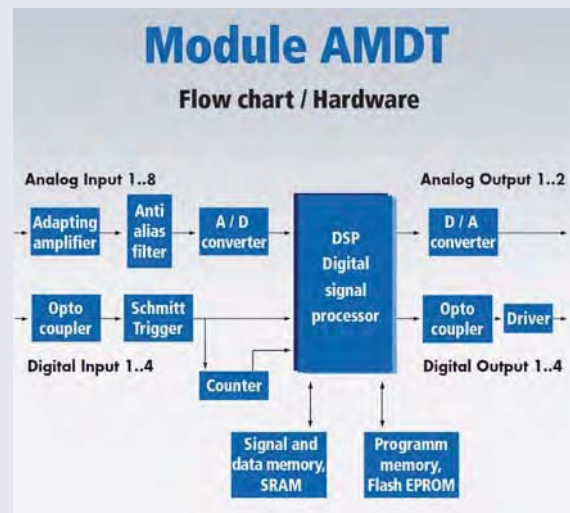 Module AMDT
Flow chart / Hardware
Analog Input 1..8
Analog Output 1..2
Adapting
amplifier
Anti
alias
filter
A / D
converter
DSP
Digital
signal
processor
D / A
converter
Opto
coupler
Schmitt
Trigger
Opto
coupler
Driver
Digital Input 1..4
Counter
Digital Output 1..4
Signal and
data memory,
SRAM
Programm
memory,
Flash EPROM